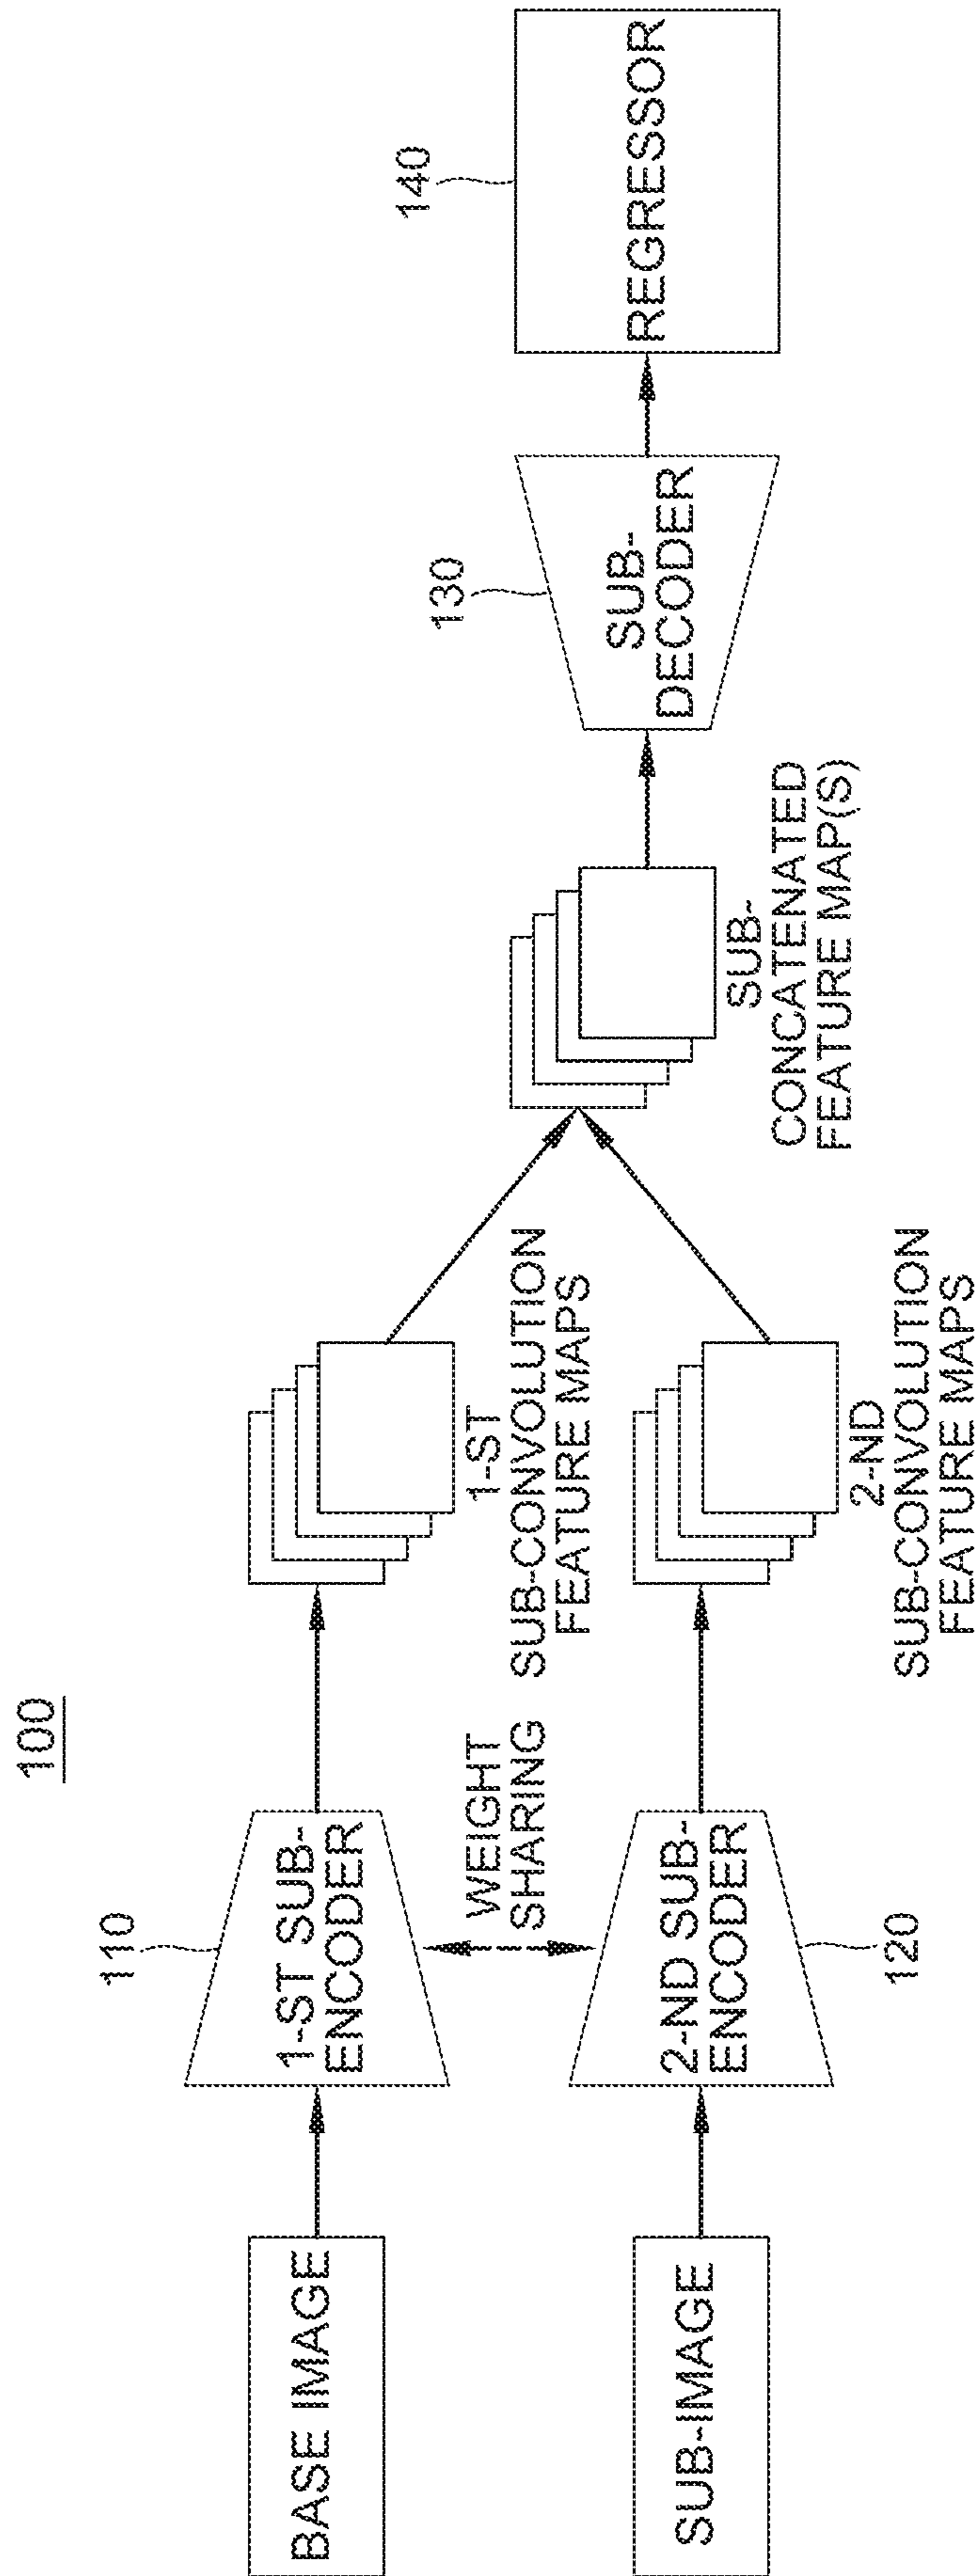 100
BASE IMAGE
110
1-ST SUB-
ENCODER
WEIGHT
SHARING
SUB-IMAGE
2-ND SUB-
ENCODER
120
1-ST
SUB-CONVOLUTION
FEATURE MAPS
2-ND
SUB-CONVOLUTION
FEATURE MAPS
SUB-
CONCATENATED
FEATURE MAP(S)
130
SUB-
DECODER
140
REGRESSOR